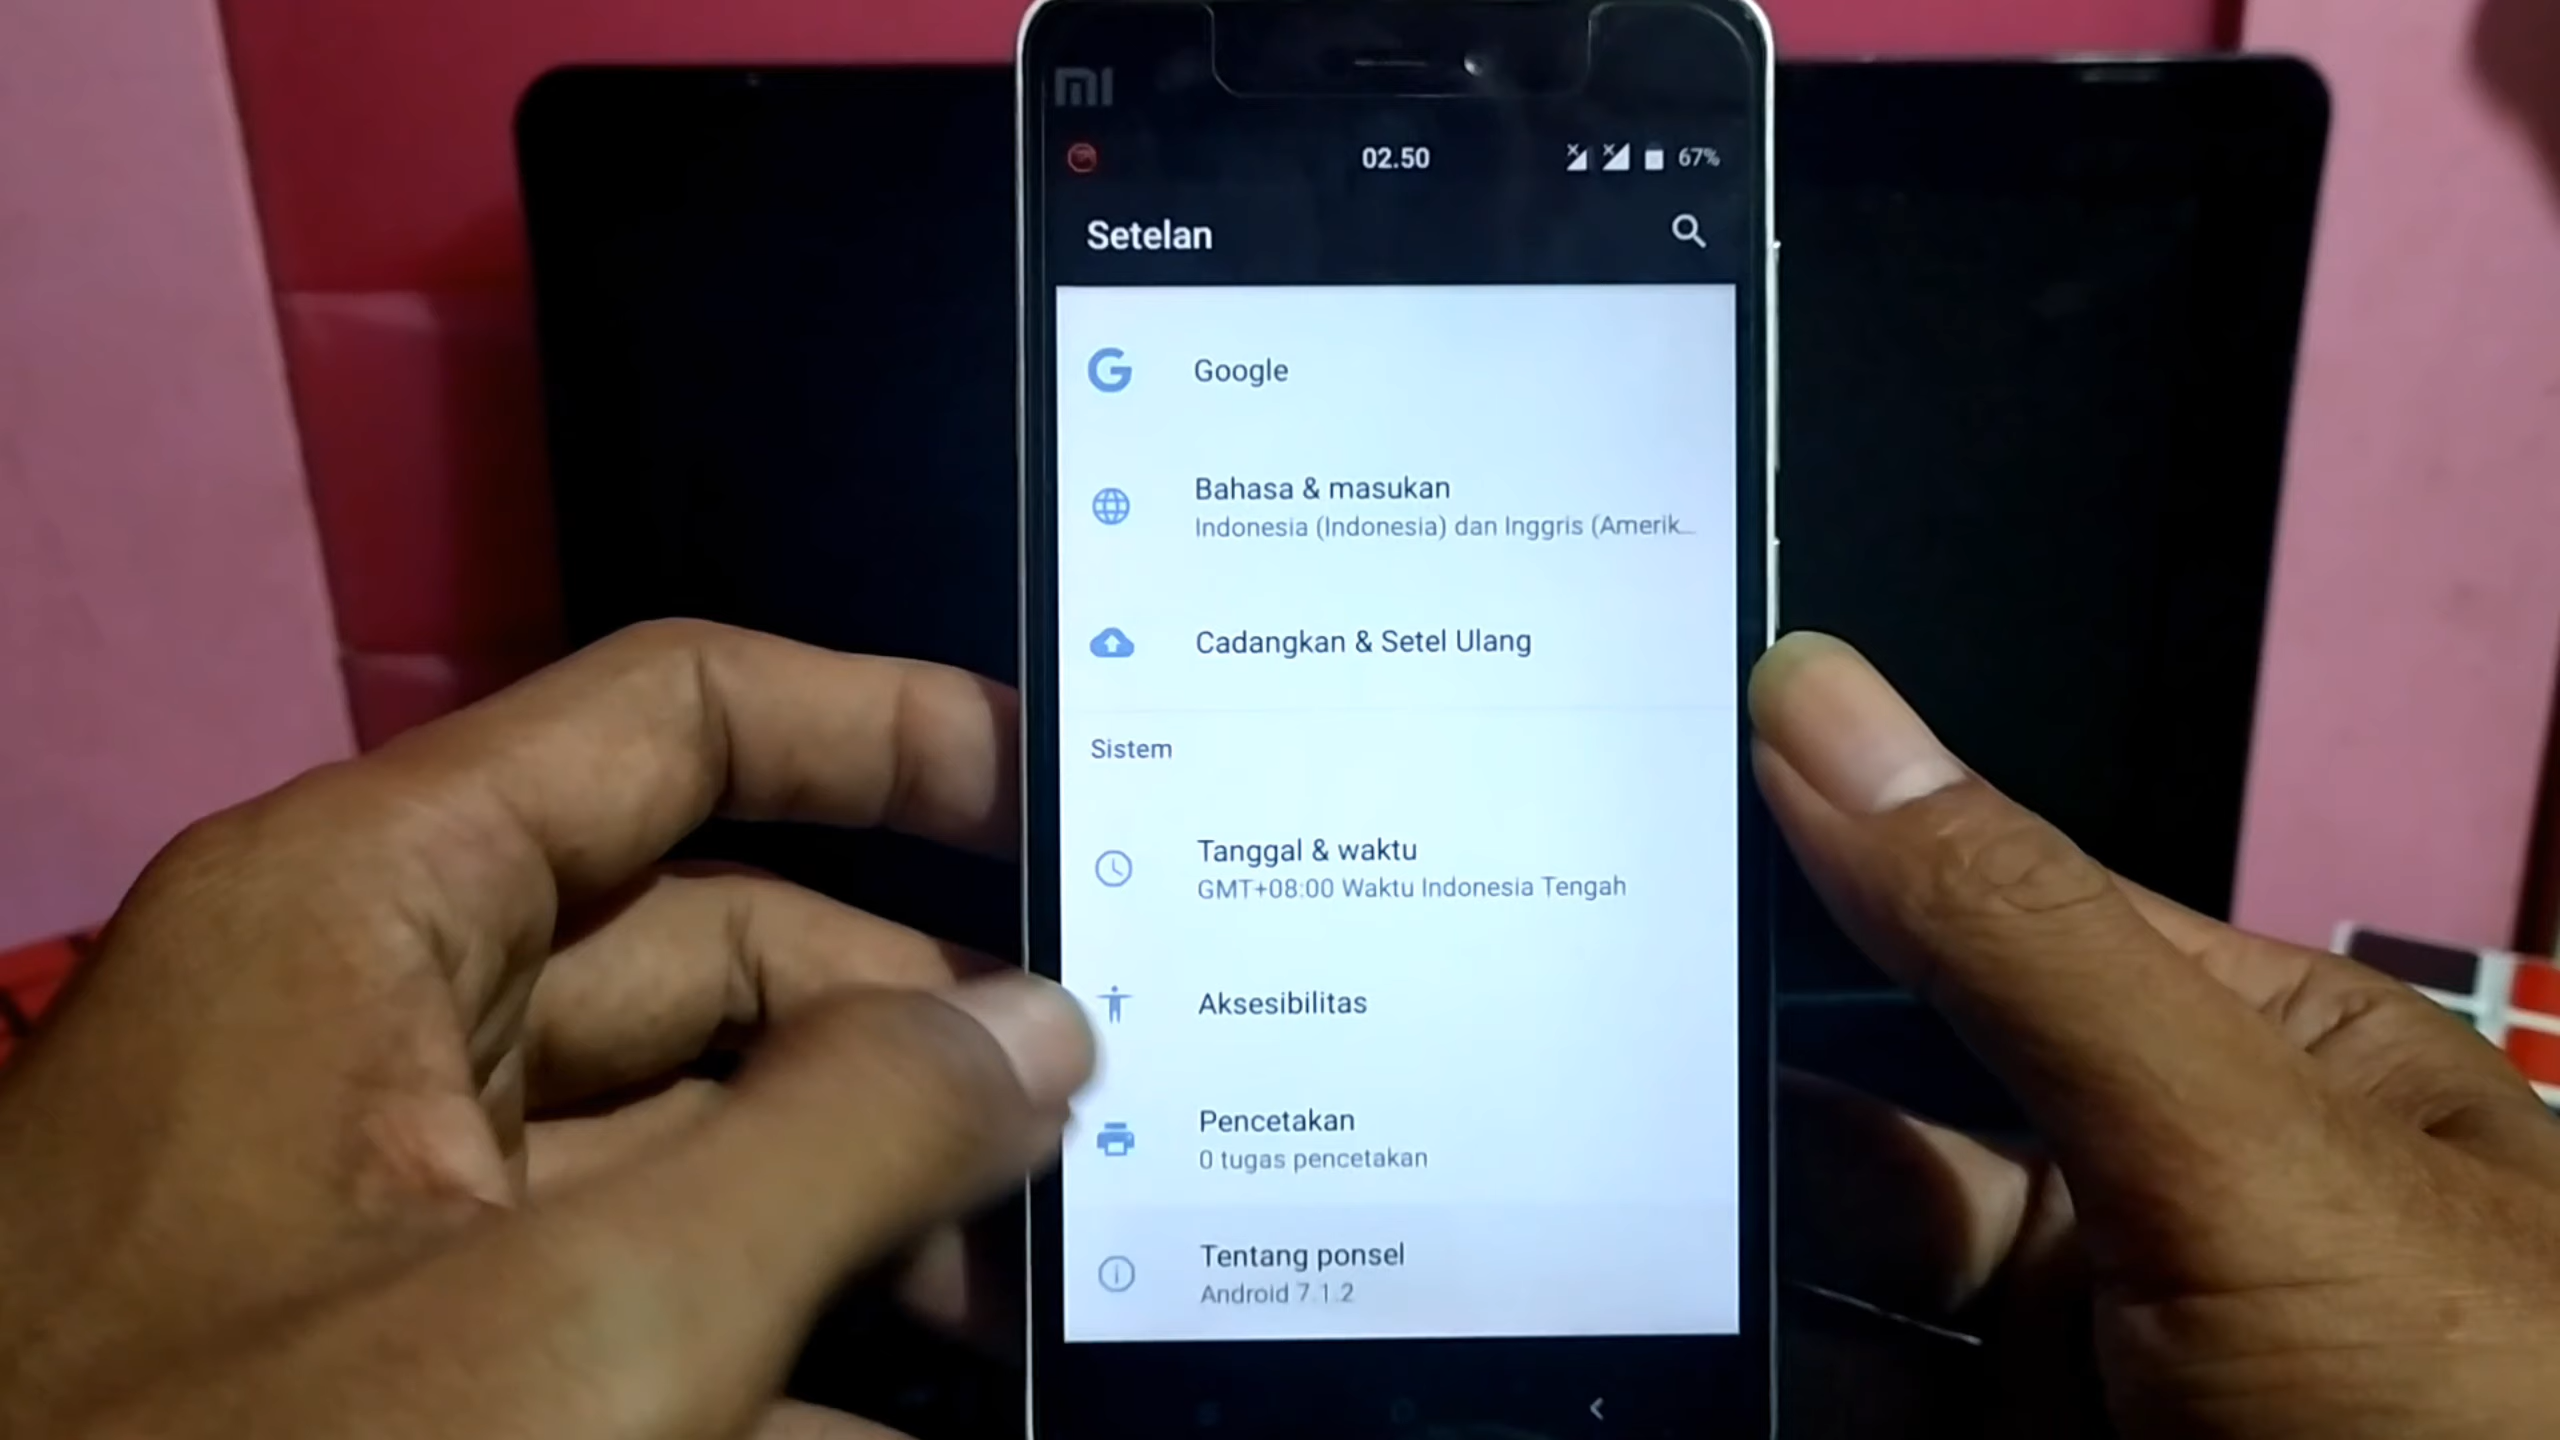 MI
02.50
67%
Setelan
Google
Bahasa & masukan
Indonesia (Indonesia) dan Inggris (Amerik...
Cadangkan & Setel Ulang
Sistem
Tanggal & waktu
GMT+08:00 Waktu Indonesia Tengah
Aksesibilitas
Pencetakan
0 tugas pencetakan
Tentang ponsel
Android 7.1.2